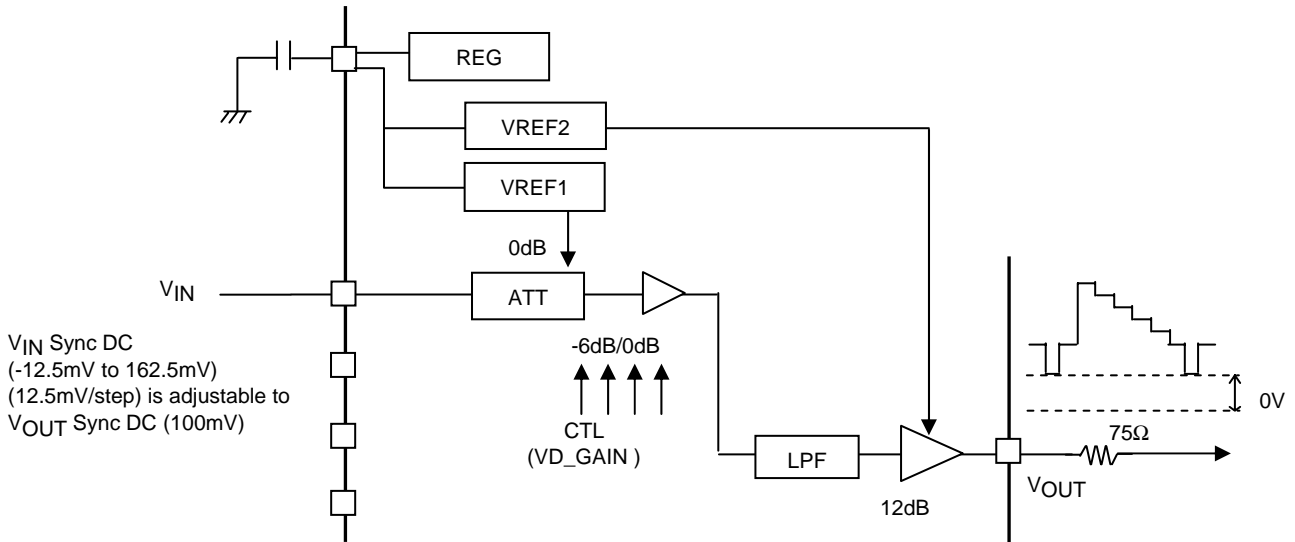 REG
VREF2
VREF1
0dB
VIN
ATT
VIN Sync DC
(-12.5mV to 162.5mV)
(12.5mV/step) is adjustable to
VOUT Sync DC (100mV)
-6dB/0dB
CTL
(VD_GAIN )
LPF
12dB
0V
75Ω
VOUT